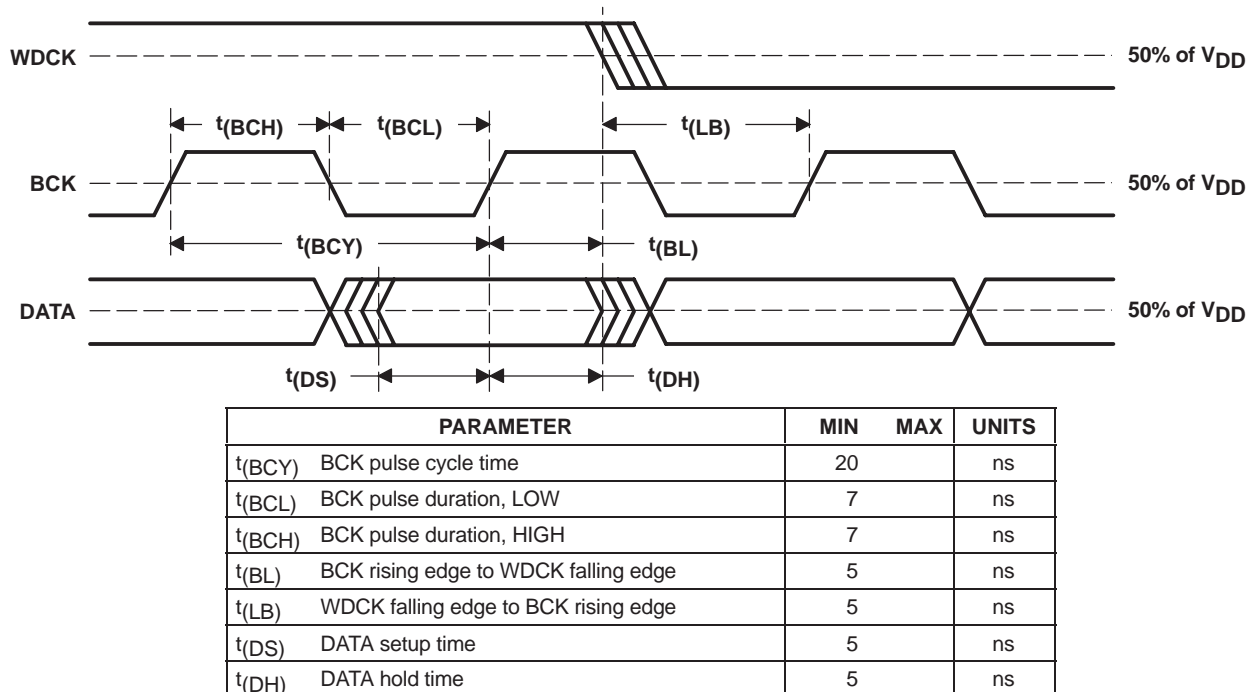 WDCK
50% of VDD
t(BCH)
t(BCL)
t(LB)
BCK
50% of VDD
t(BCY)
t(BL)
DATA
50% of VDD
t(DS)
t(DH)
PARAMETER MIN MAX UNITS
t(BCY) BCK pulse cycle time 20 ns
t(BCL) BCK pulse duration, LOW 7 ns
t(BCH) BCK pulse duration, HIGH 7 ns
t(BL) BCK rising edge to WDCK falling edge 5 ns
t(LB) WDCK falling edge to BCK rising edge 5 ns
t(DS) DATA setup time 5 ns
t(DH) DATA hold time 5 ns